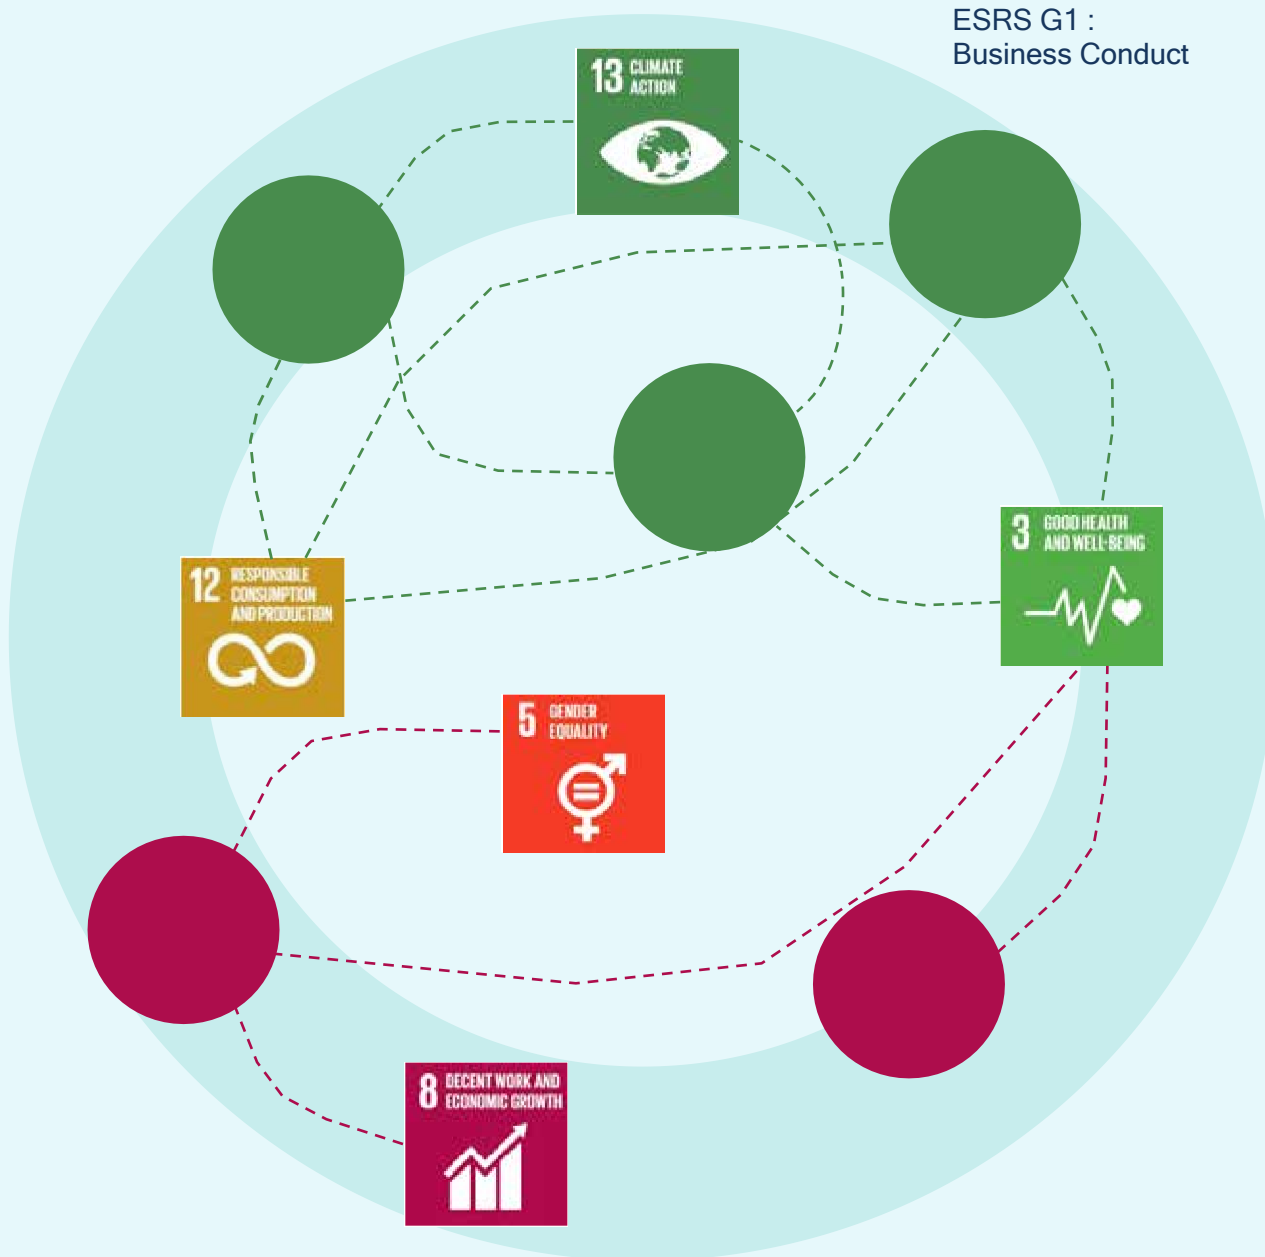 ESRS G1 :
Business Conduct
13 CLIMATE
ACTION
3 GOOD HEALTH
AND WELL-BEING
12 RESPONSIBLE
CONSUMPTION
AND PRODUCTION
5 GENDER
EQUALITY
8 DECENT WORK AND
ECONOMIC GROWTH